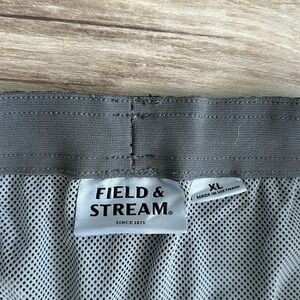 FIELD &
STREAM®
SINCE 1871
XL
MADE IN VIETNAM